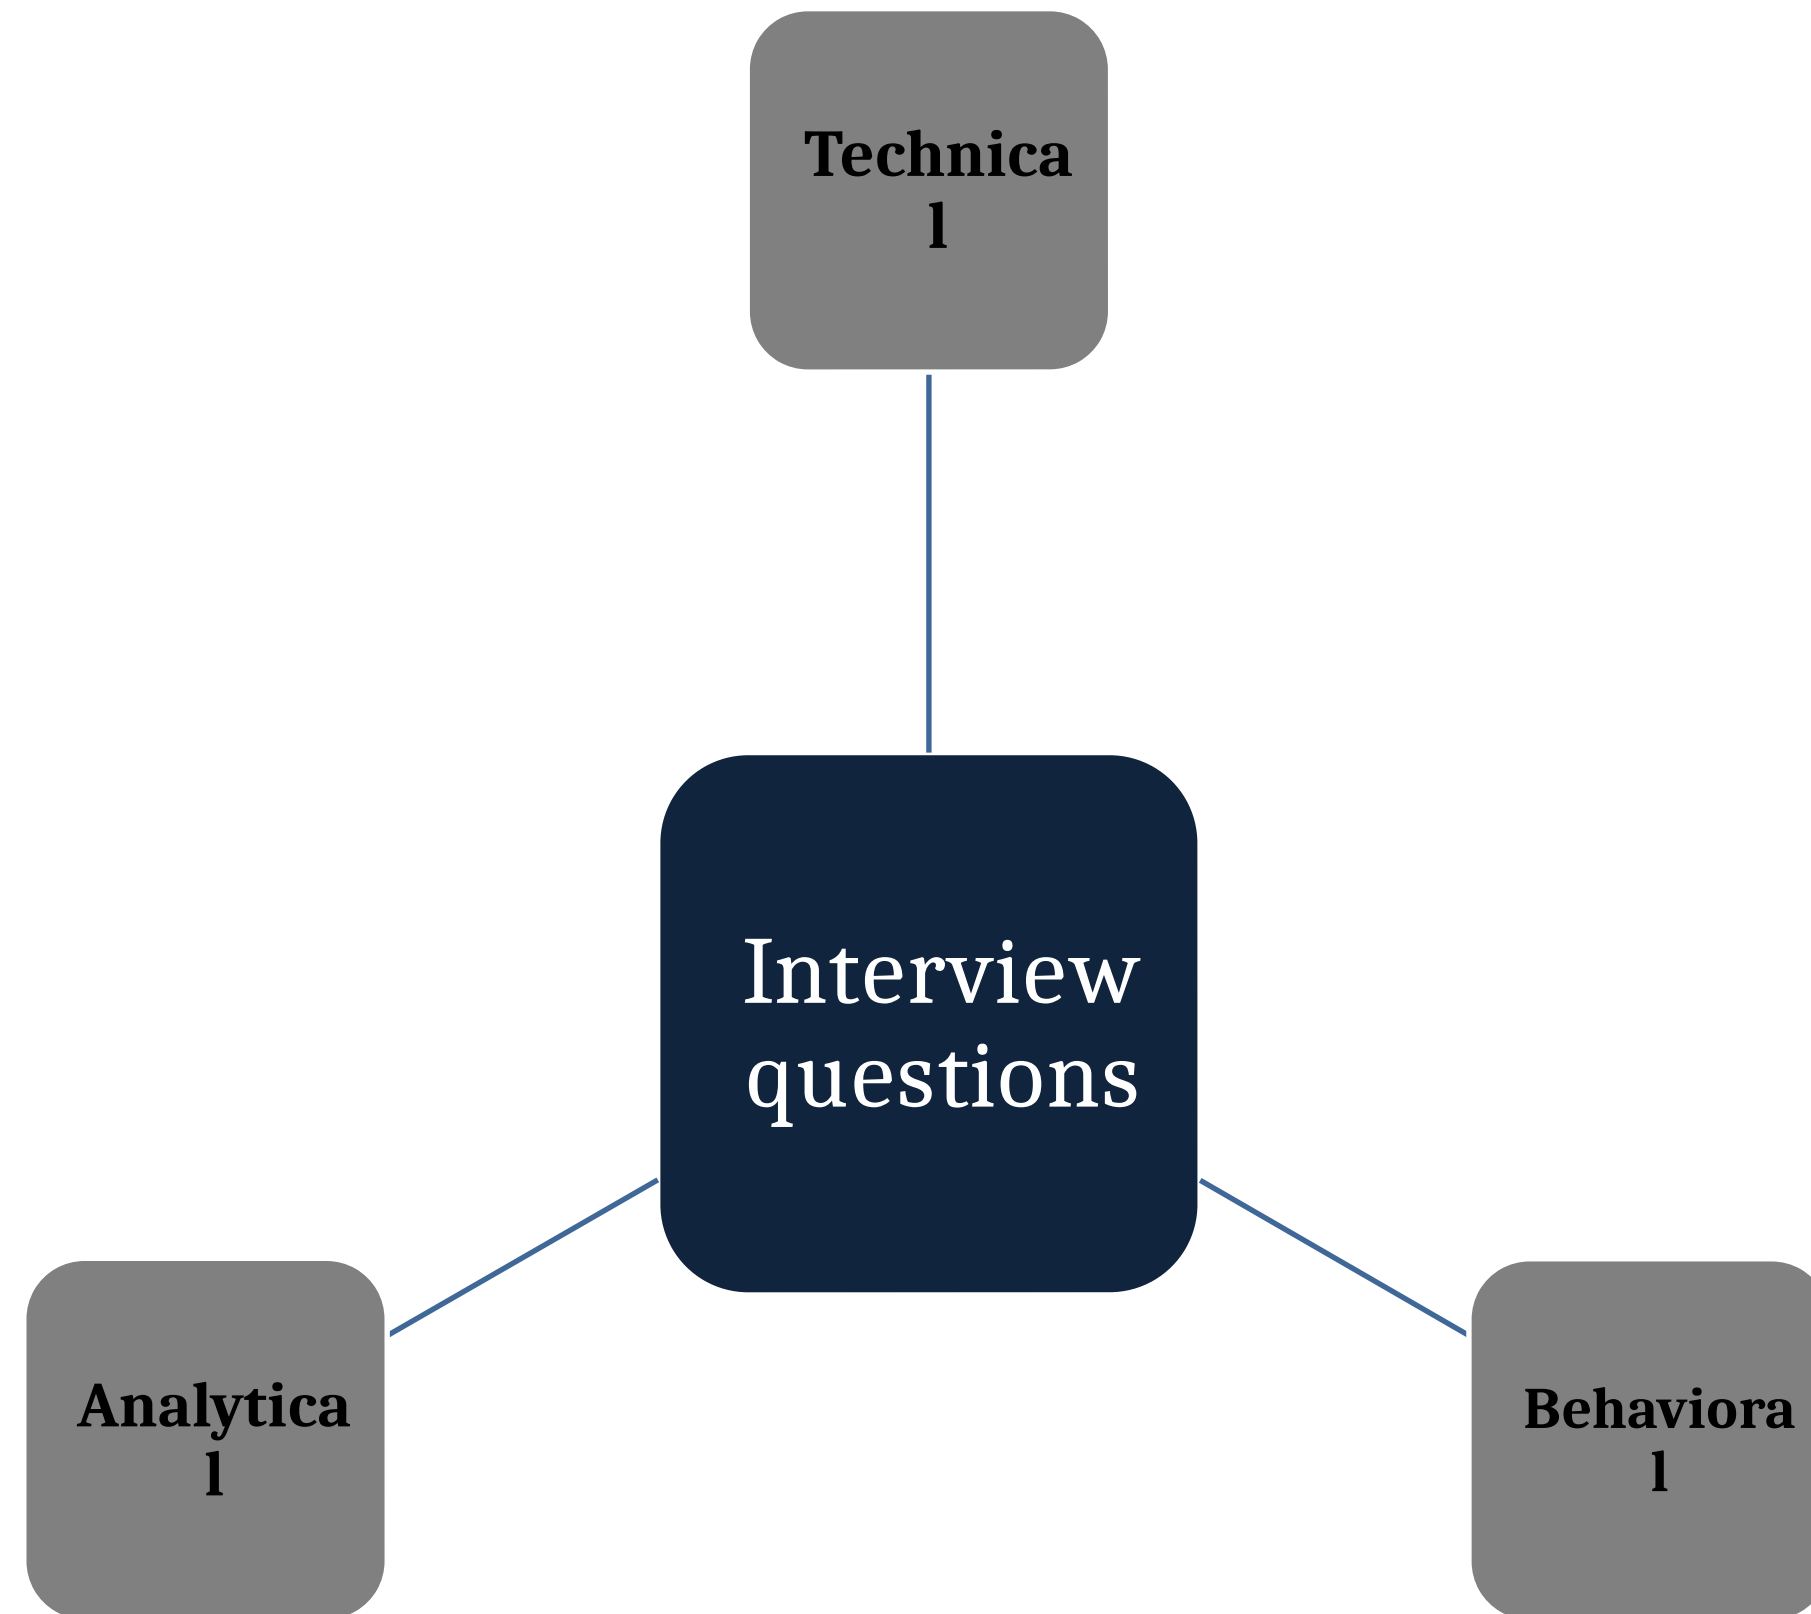 Technica
l
Interview
questions
Analytica
l
Behaviora
l